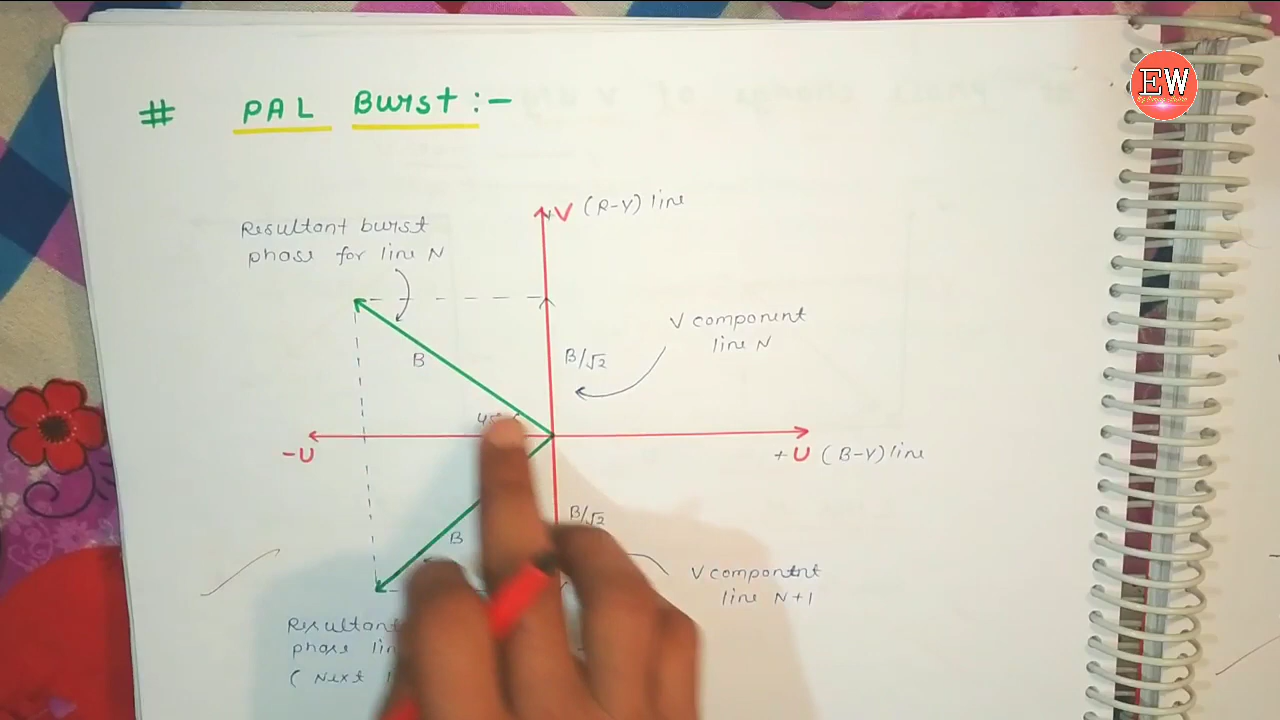 EW
# PAL Burst :-
+V (R-Y) line
Resultant burst
phase for line N
V component
line N
B
B/√2
45°
-U
+U (B-Y) line
B/√2
B
V component
line N+1
Resultant
phase
( Next